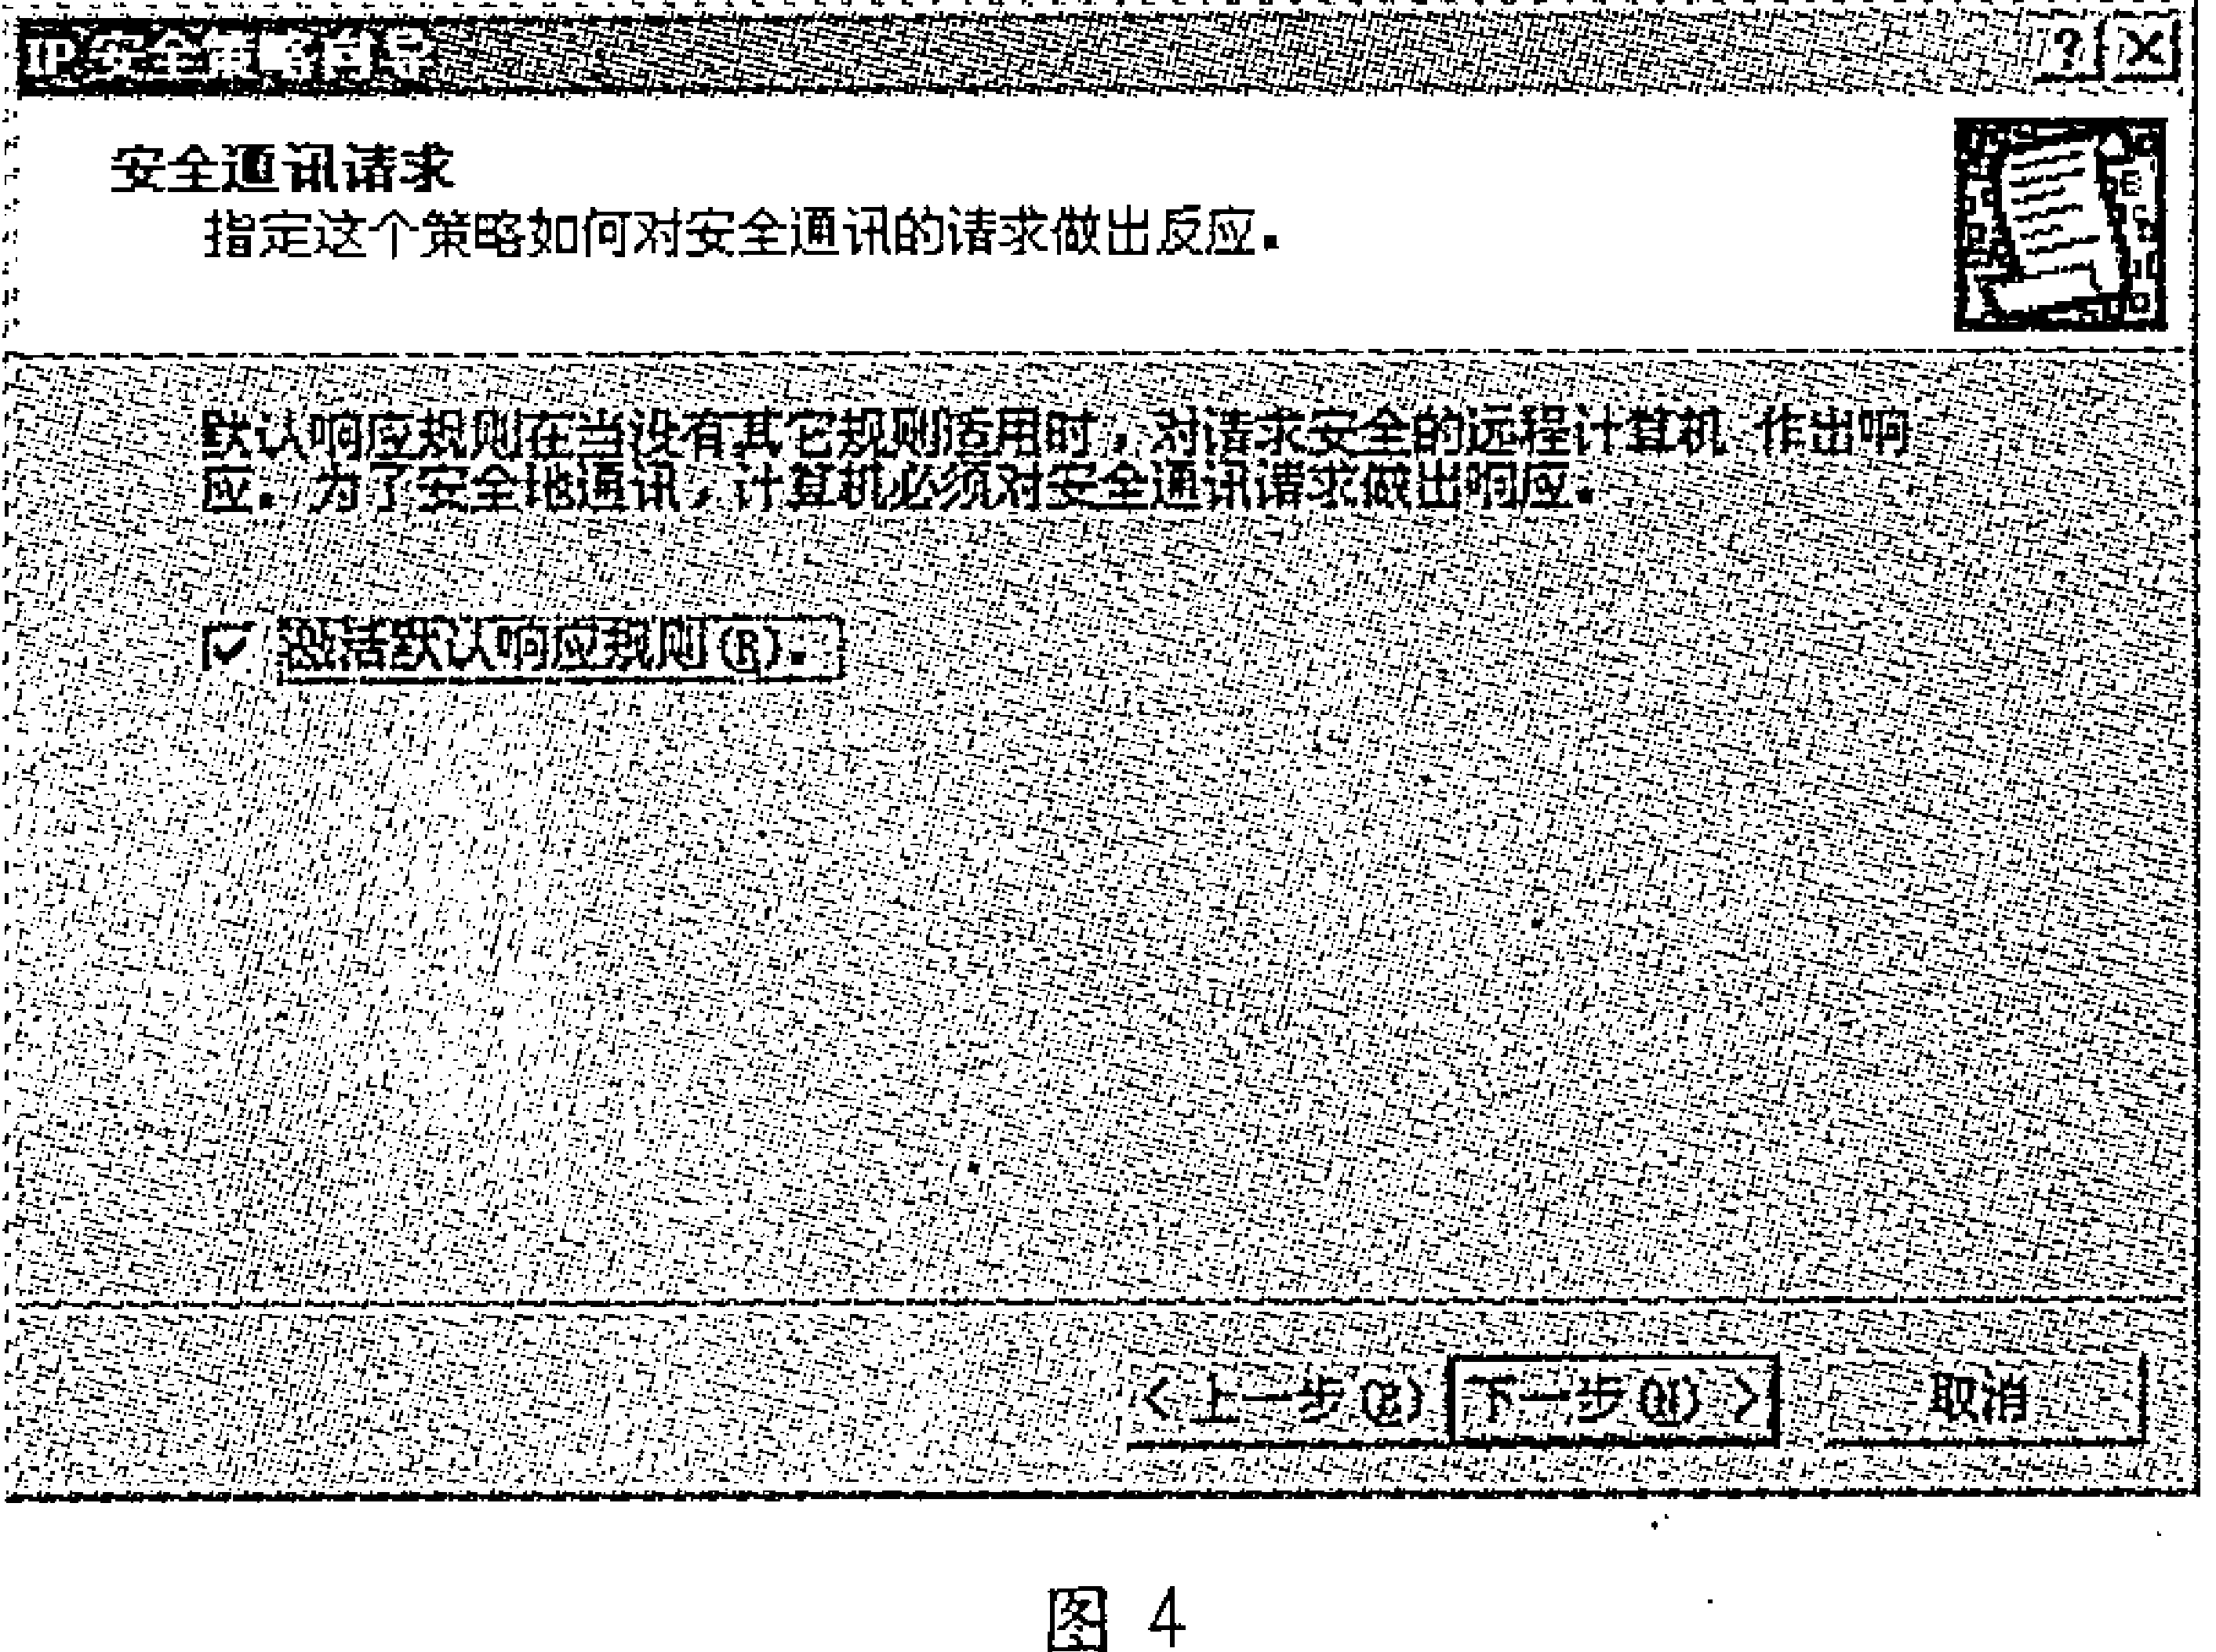 IP 安全策略向导
安全通讯请求
指定这个策略如何对安全通讯的请求做出反应。
默认响应规则在当没有其它规则适用时，对请求安全的远程计算机 作出响
应。为了安全地通讯，计算机必须对安全通讯请求做出响应。
激活默认响应规则(R)。
< 上一步(B) 下一步(N) > 取消
图 4